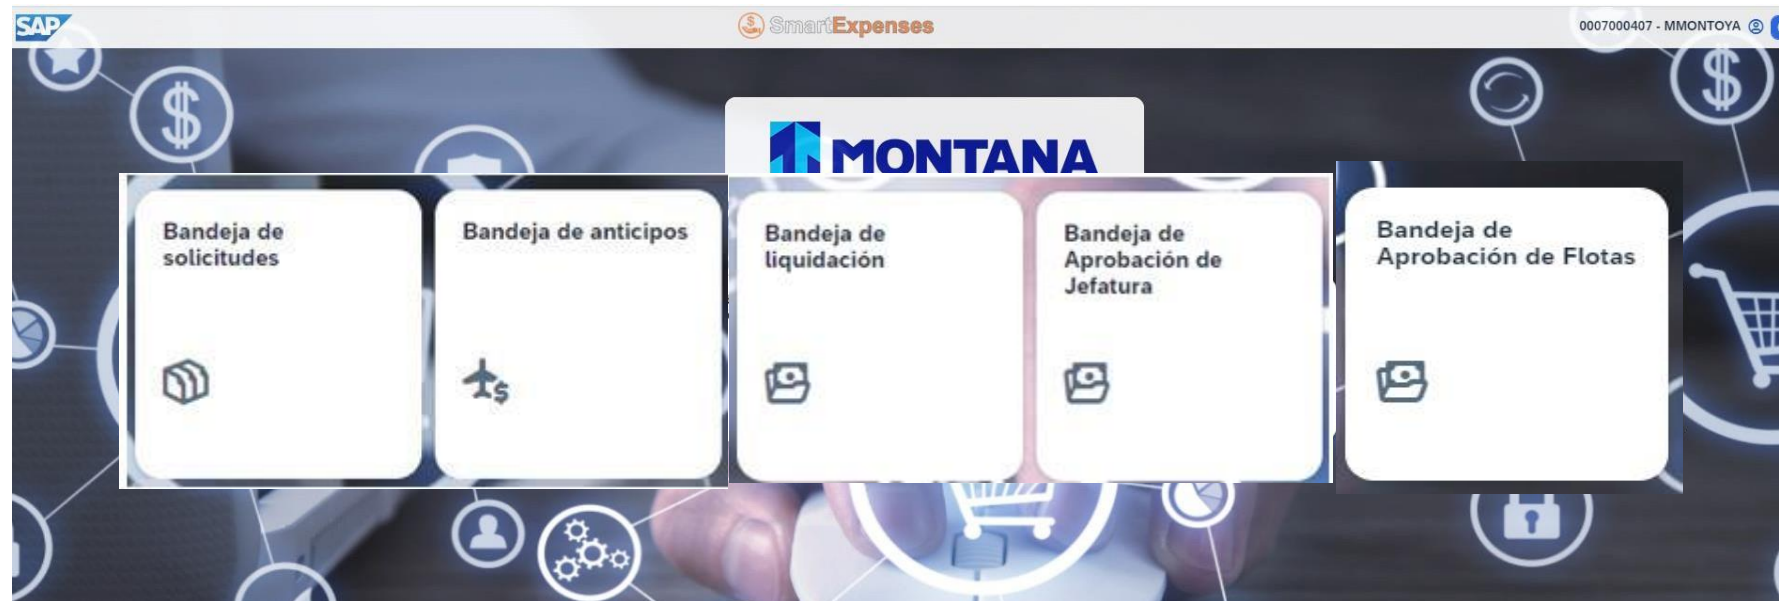 SAP
SmartExpenses
0007000407 - MMONTOYA
MONTANA
Bandeja de
solicitudes
Bandeja de anticipos
Bandeja de
liquidación
Bandeja de
Aprobación de
Jefatura
Bandeja de
Aprobación de Flotas